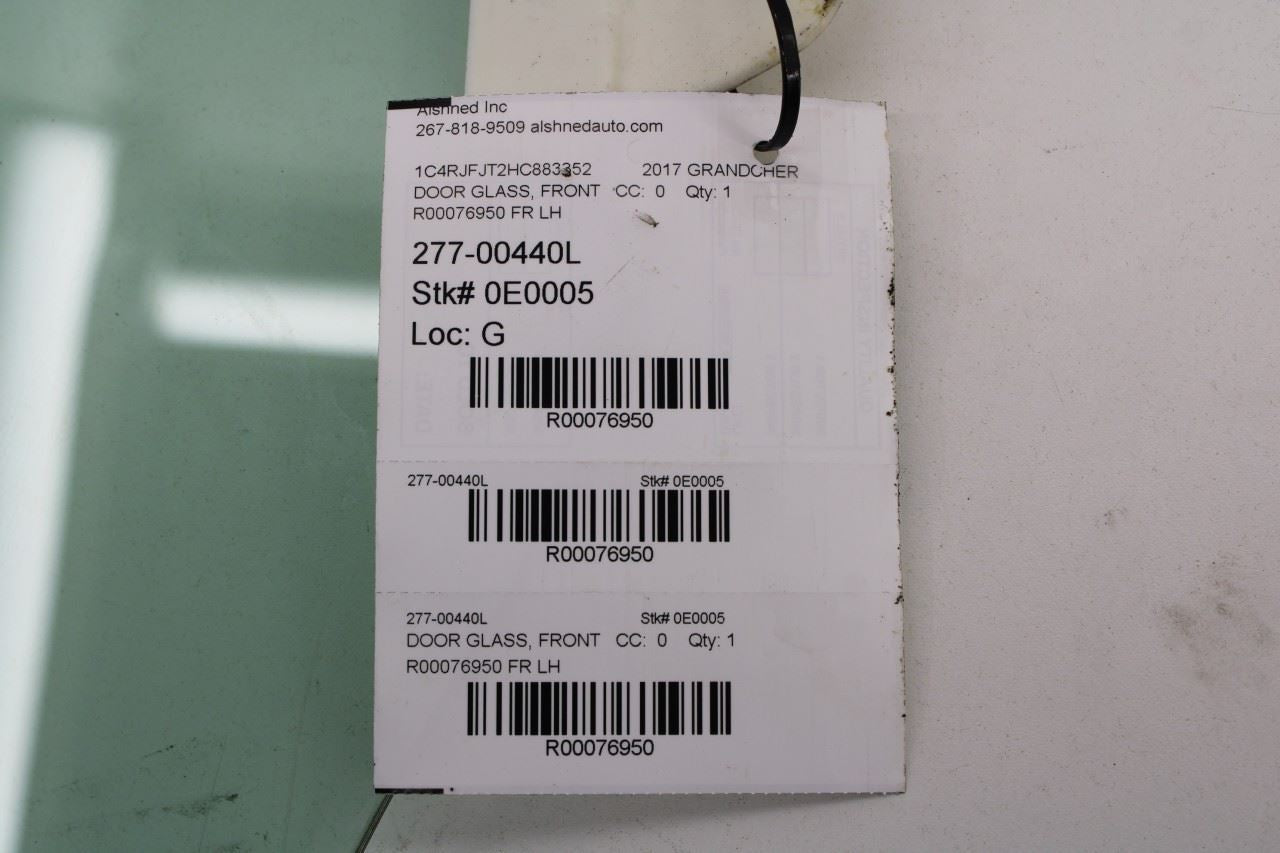 Alshned Inc
267-818-9509 alshnedauto.com
1C4RJFJT2HC883352 2017 GRANDCHER
DOOR GLASS, FRONT CC: 0 Qty: 1
R00076950 FR LH
277-00440L
Stk# 0E0005
Loc: G
R00076950
277-00440L Stk# 0E0005
R00076950
277-00440L Stk# 0E0005
DOOR GLASS, FRONT CC: 0 Qty: 1
R00076950 FR LH
R00076950